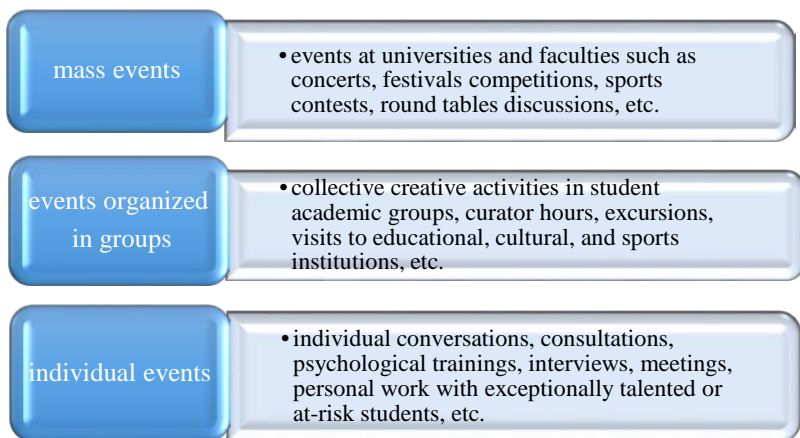 mass events
• events at universities and faculties such as
concerts, festivals competitions, sports
contests, round tables discussions, etc.
events organized
in groups
• collective creative activities in student
academic groups, curator hours, excursions,
visits to educational, cultural, and sports
institutions, etc.
individual events
• individual conversations, consultations,
psychological trainings, interviews, meetings,
personal work with exceptionally talented or
at-risk students, etc.